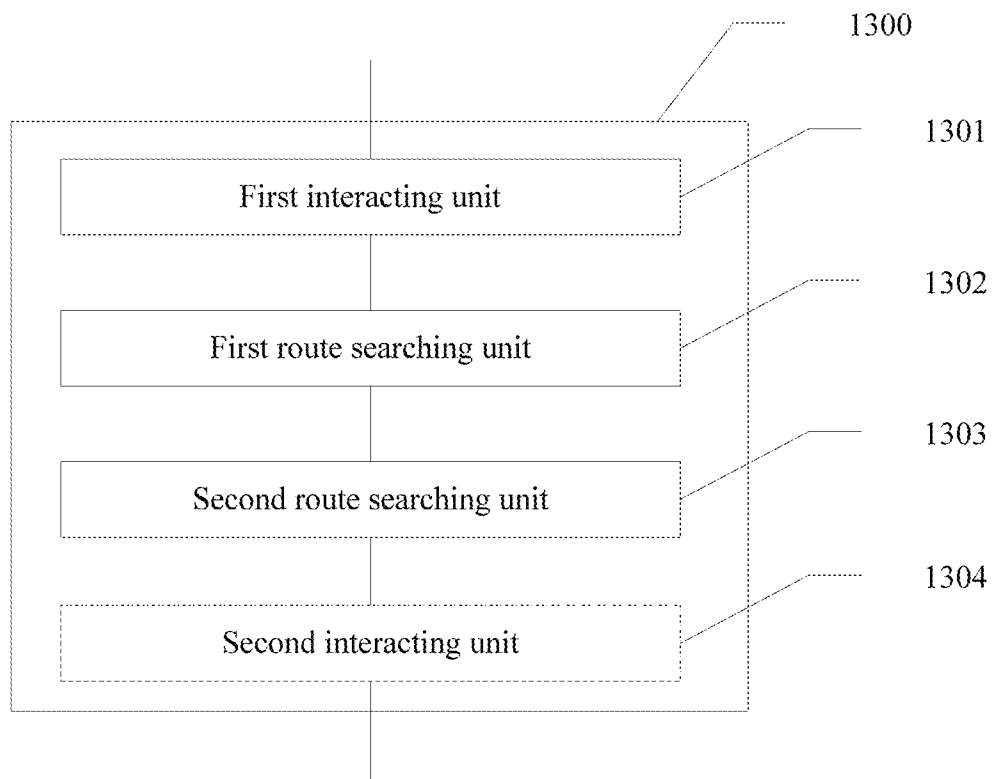 1300
1301
First interacting unit
1302
First route searching unit
1303
Second route searching unit
1304
Second interacting unit